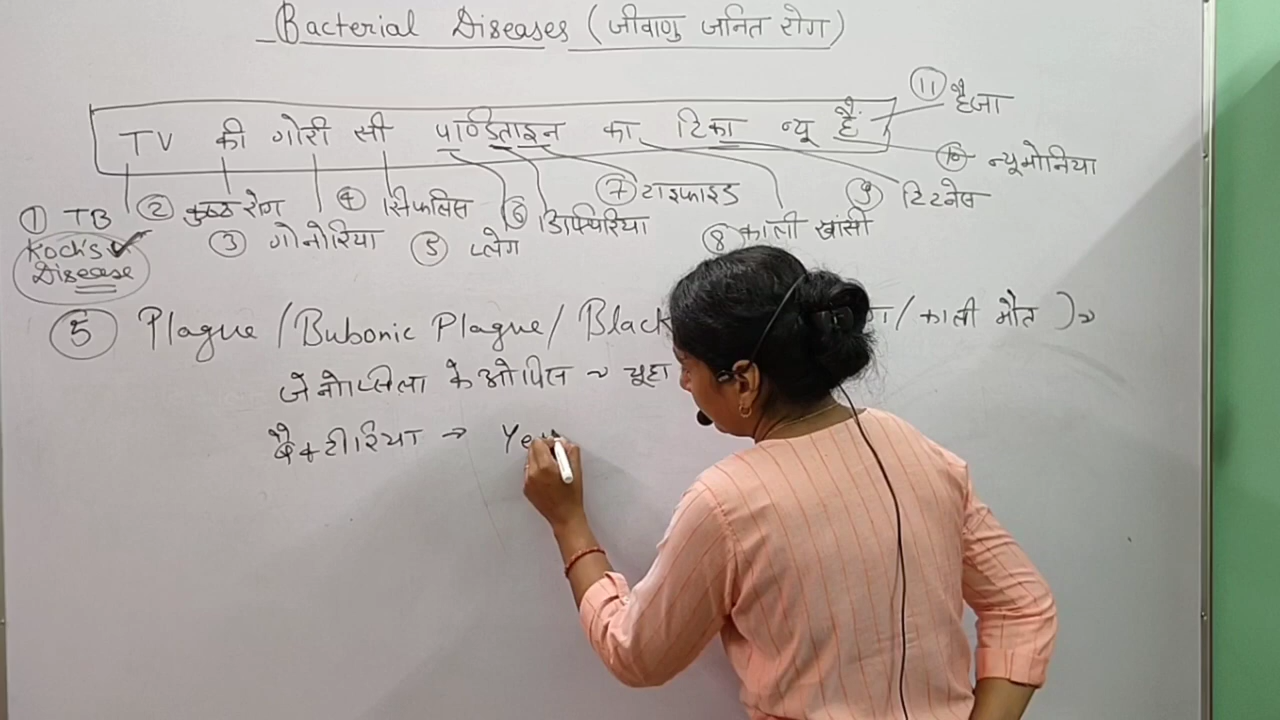 Bacterial Diseases (जीवाणु जनित रोग)
TV की गोरी सी पाण्डिताइन का टिका न्यू है
⑪ हैजा
⑩ न्यूमोनिया
① TB ② कुष्ठ रोग ④ सिफलिस ⑥ डिफ्थिरिया ⑦ टाइफाइड ⑨ टिटनेस
Koch's Disease ③ गोनोरिया ⑤ प्लेग ⑧ काली खांसी
⑤ Plague / Bubonic Plague / Black / काली मौत )
जेनोप्सिला केओपिस ~ चूहा
बैक्टीरिया → Ye